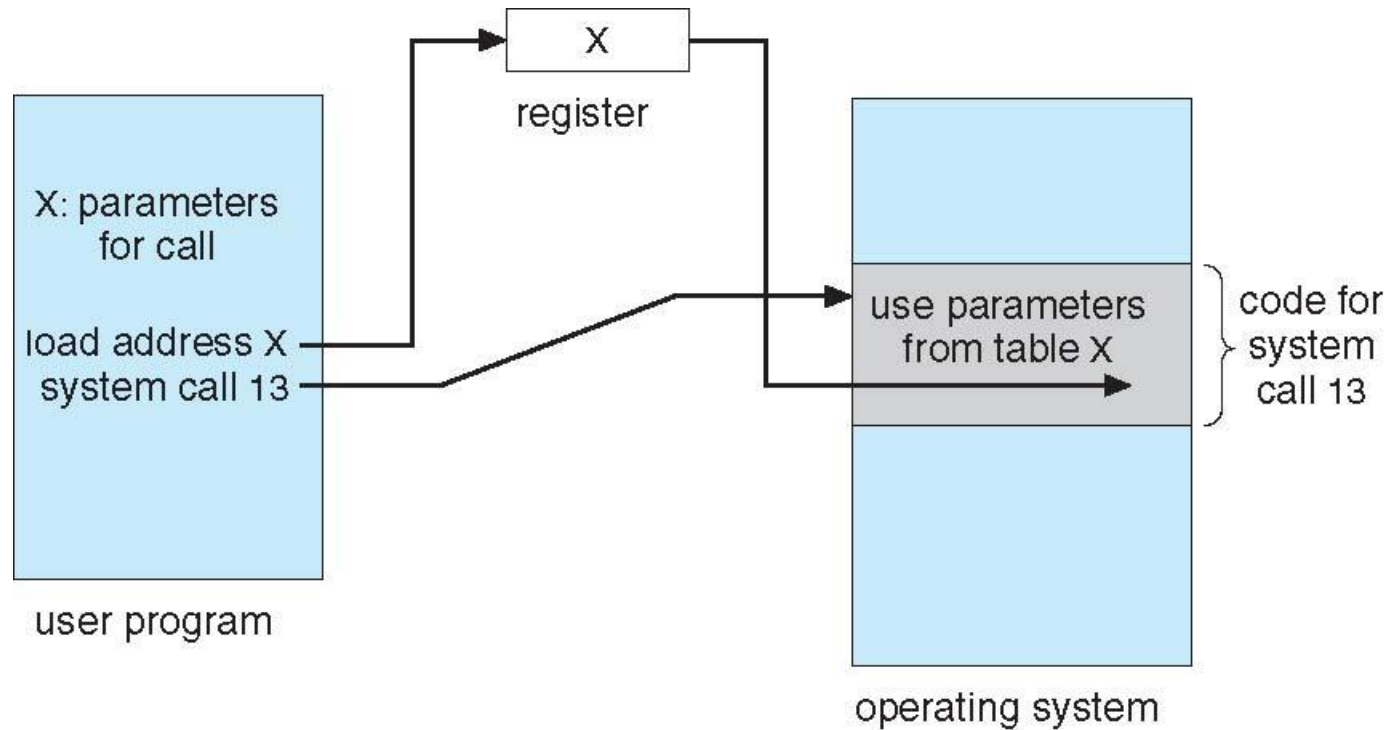 X
register
X: parameters
for call
load address X
system call 13
user program
use parameters
from table X
code for
system
call 13
operating system